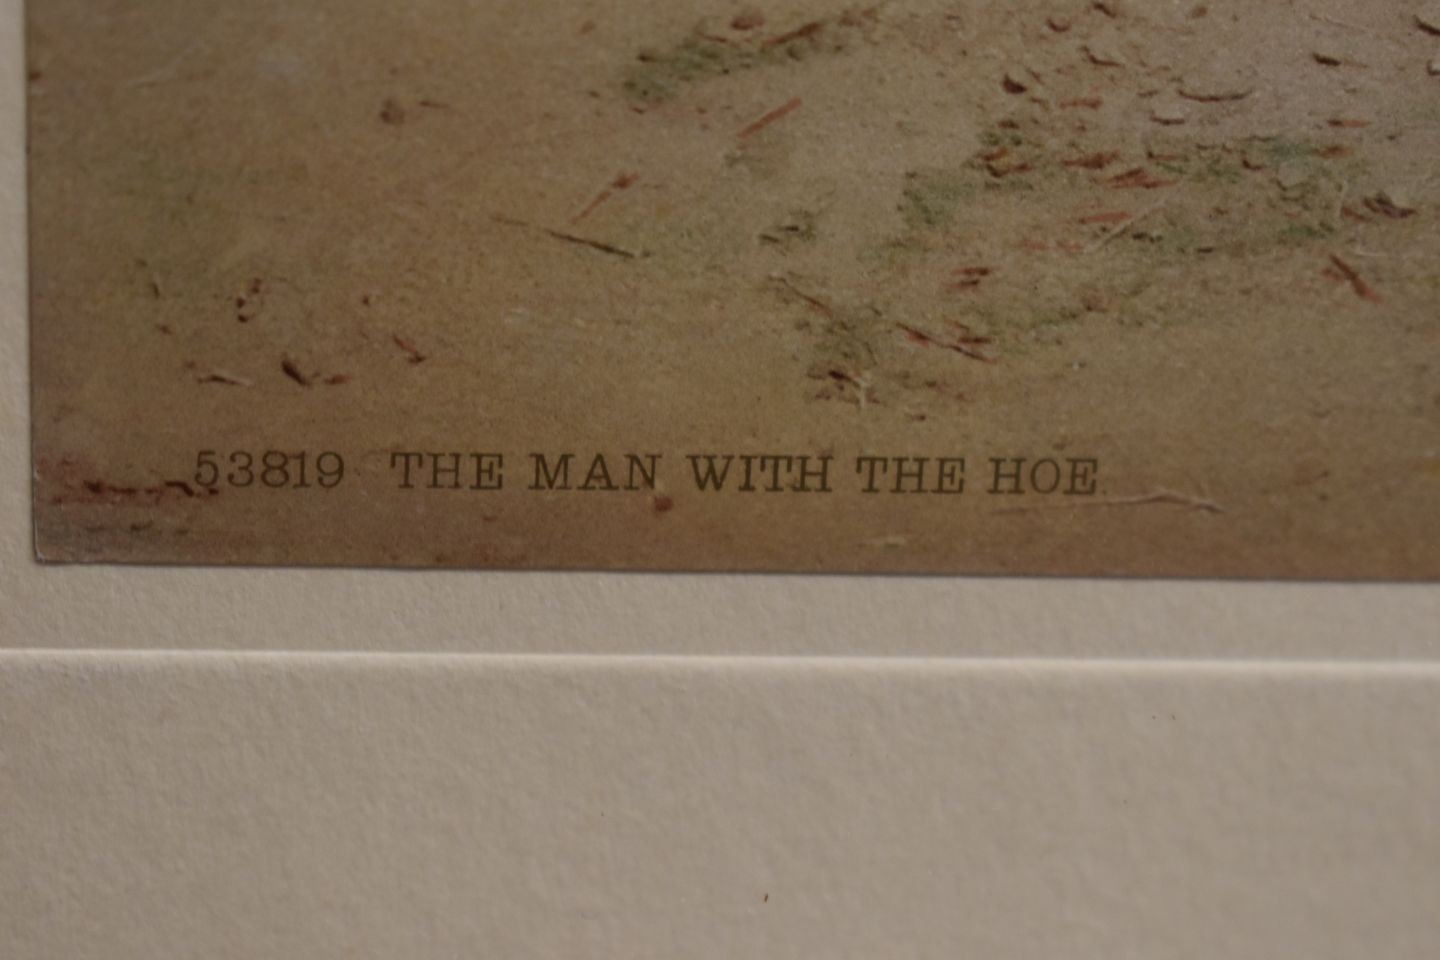 53819 THE MAN WITH THE HOE